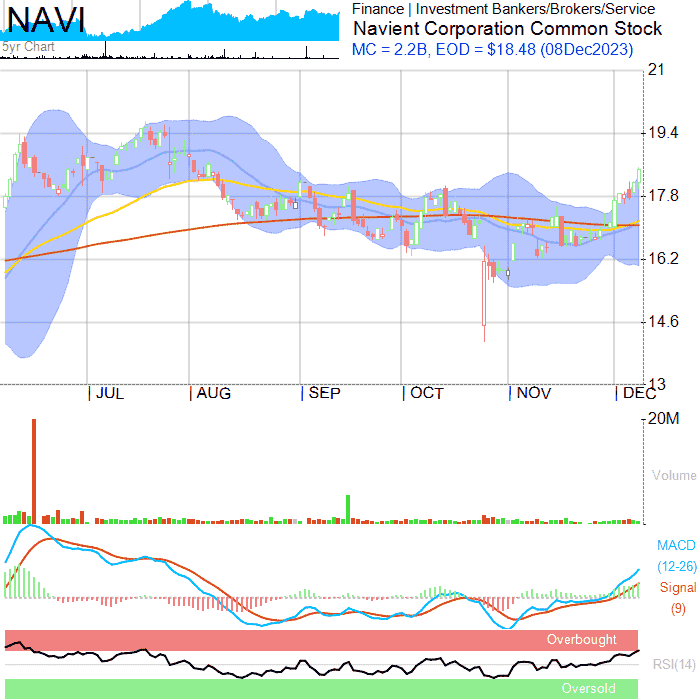 NAVI
5yr Chart
Finance | Investment Bankers/Brokers/Service
Navient Corporation Common Stock
MC = 2.2B, EOD = $18.48 (08Dec2023)
21
19.4
17.8
16.2
14.6
13
JUL
AUG
SEP
OCT
NOV
DEC
20M
Volume
MACD
(12-26)
Signal
(9)
Overbought
RSI(14)
Oversold